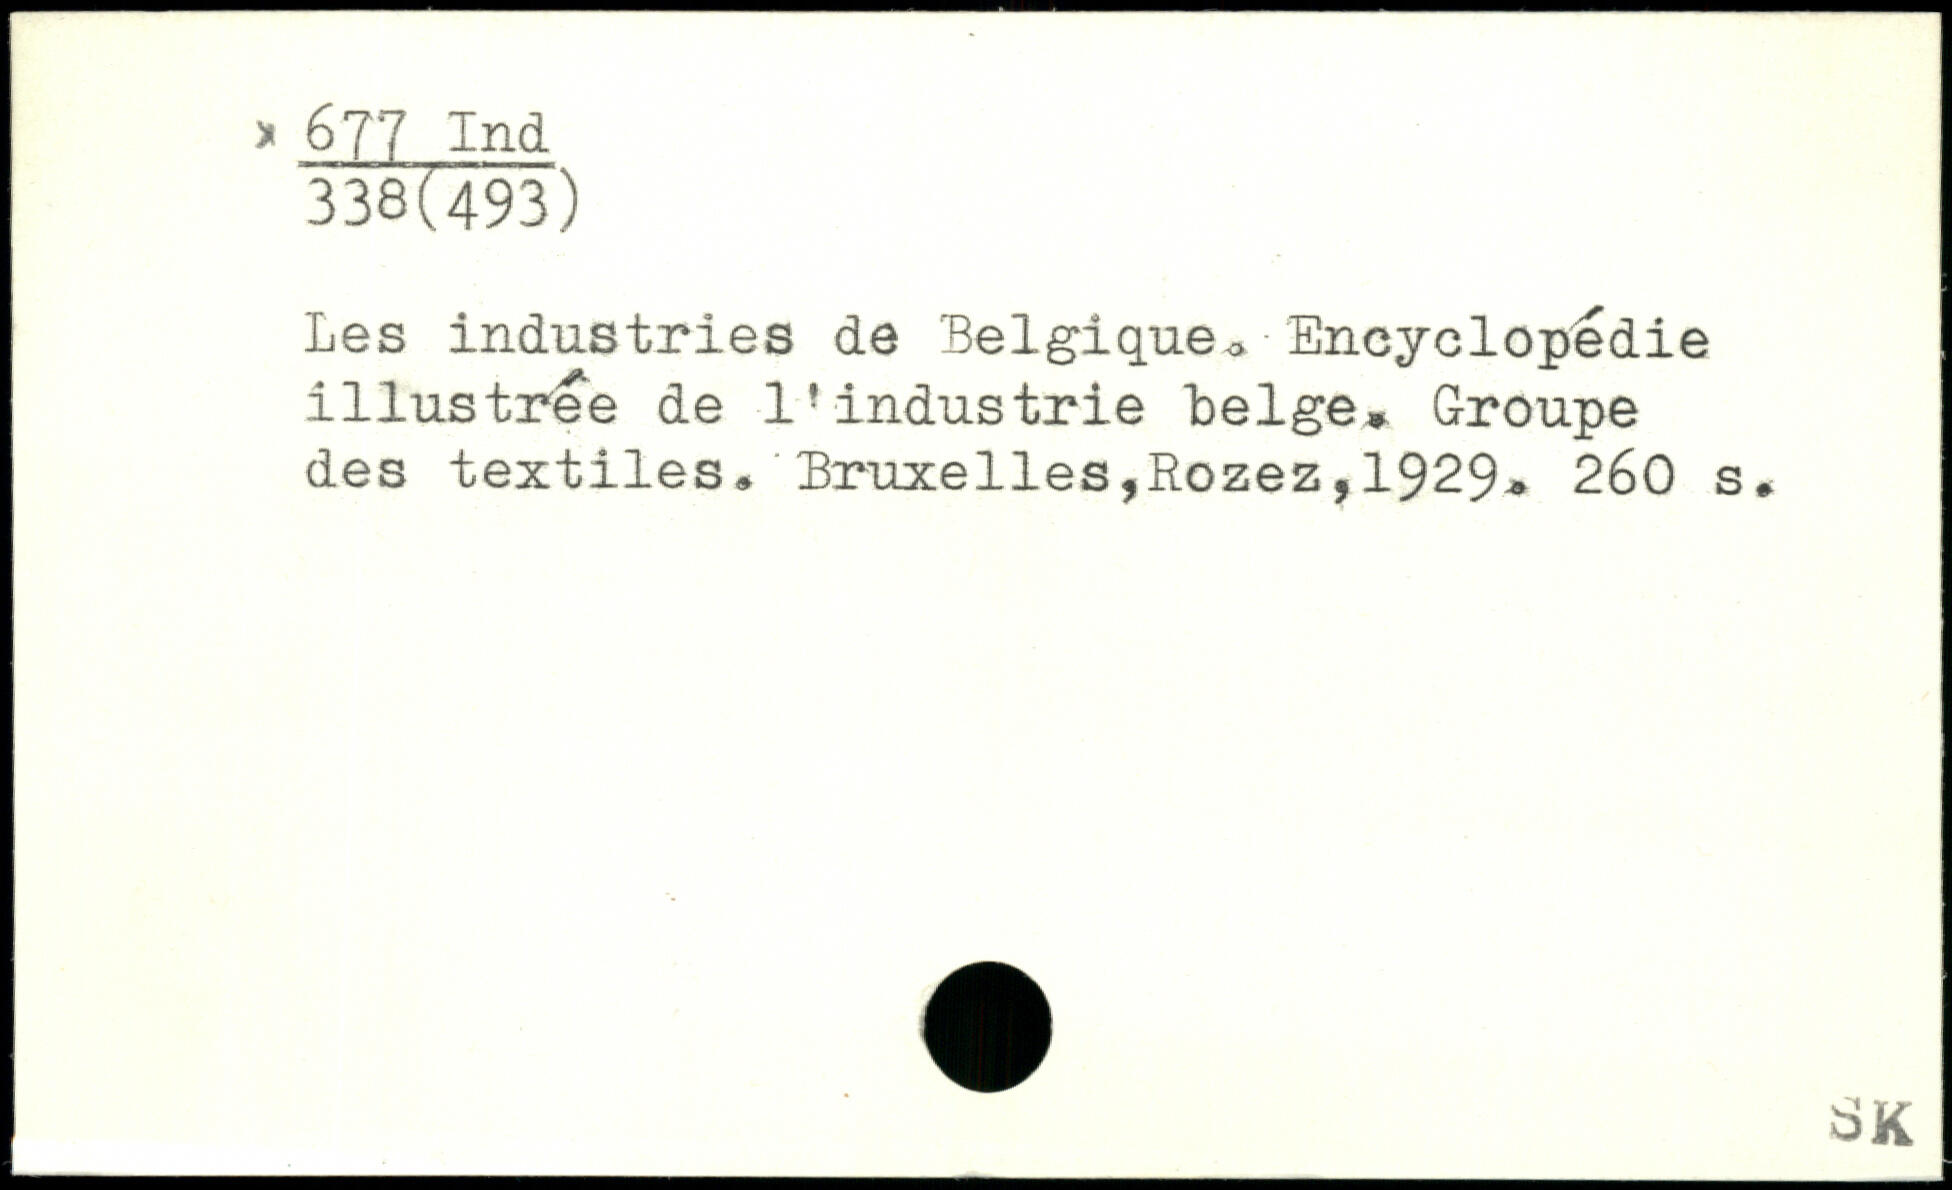 x 677 Ind
338(493)
Les industries de Belgique. Encyclopédie
illustrée de l'industrie belge. Groupe
des textiles. Bruxelles,Rozez,1929. 260 s.
SK